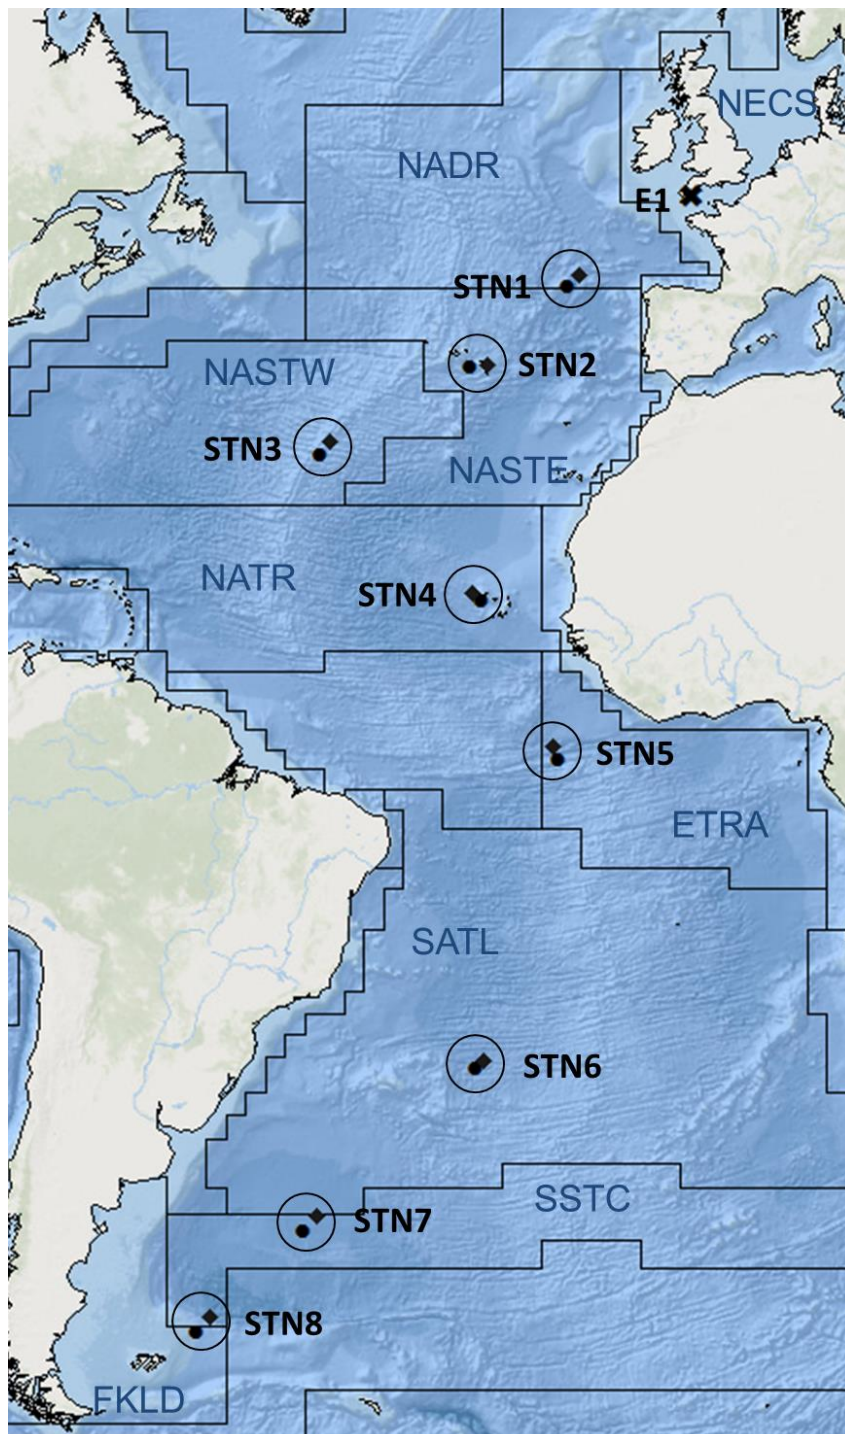 NECS
NADR
E1
STN1
STN2
NASTW
STN3
NASTE
NATR
STN4
STN5
ETRA
SATL
STN6
SSTC
STN7
STN8
FKLD